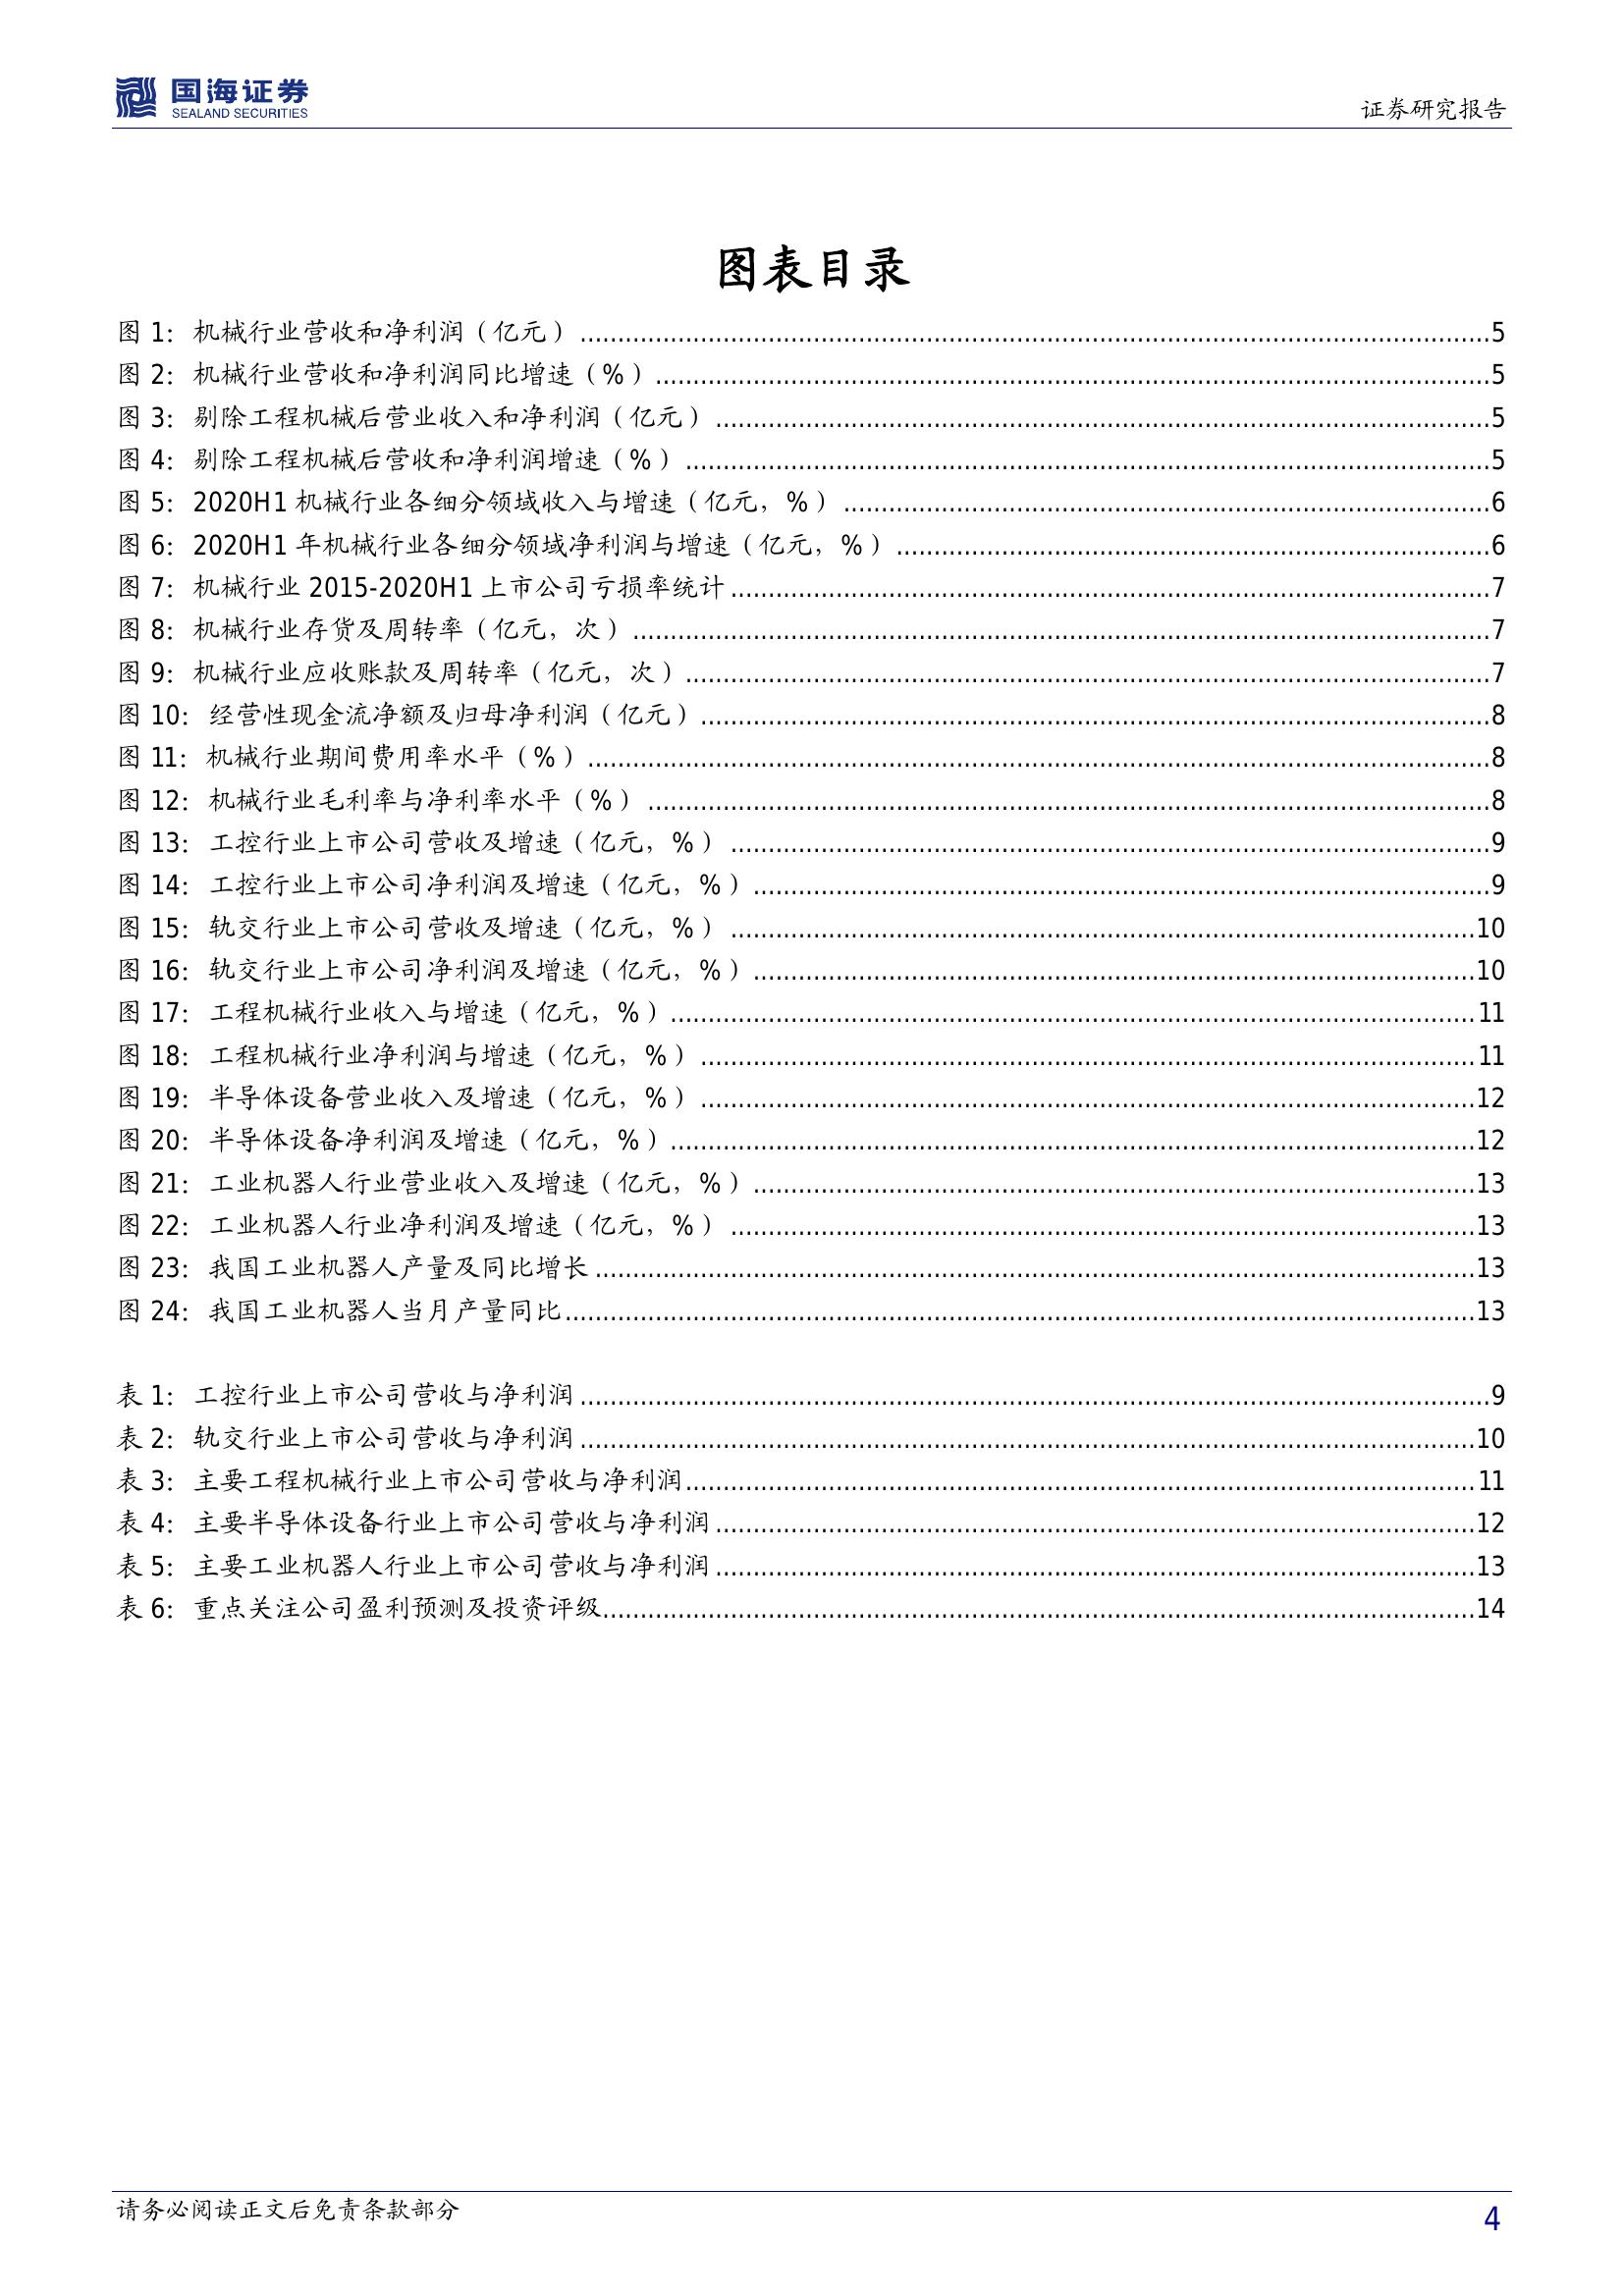 国海证券
SEALAND SECURITIES
证券研究报告
图表目录
图 1：机械行业营收和净利润（亿元）..........5
图 2：机械行业营收和净利润同比增速（%）..........5
图 3：剔除工程机械后营业收入和净利润（亿元）..........5
图 4：剔除工程机械后营收和净利润增速（%）..........5
图 5：2020H1 机械行业各细分领域收入与增速（亿元，%）..........6
图 6：2020H1 年机械行业各细分领域净利润与增速（亿元，%）..........6
图 7：机械行业 2015-2020H1 上市公司亏损率统计..........7
图 8：机械行业存货及周转率（亿元，次）..........7
图 9：机械行业应收账款及周转率（亿元，次）..........7
图 10：经营性现金流净额及归母净利润（亿元）..........8
图 11：机械行业期间费用率水平（%）..........8
图 12：机械行业毛利率与净利率水平（%）..........8
图 13：工控行业上市公司营收及增速（亿元，%）..........9
图 14：工控行业上市公司净利润及增速（亿元，%）..........9
图 15：轨交行业上市公司营收及增速（亿元，%）..........10
图 16：轨交行业上市公司净利润及增速（亿元，%）..........10
图 17：工程机械行业收入与增速（亿元，%）..........11
图 18：工程机械行业净利润与增速（亿元，%）..........11
图 19：半导体设备营业收入及增速（亿元，%）..........12
图 20：半导体设备净利润及增速（亿元，%）..........12
图 21：工业机器人行业营业收入及增速（亿元，%）..........13
图 22：工业机器人行业净利润及增速（亿元，%）..........13
图 23：我国工业机器人产量及同比增长..........13
图 24：我国工业机器人当月产量同比..........13
表 1：工控行业上市公司营收与净利润..........9
表 2：轨交行业上市公司营收与净利润..........10
表 3：主要工程机械行业上市公司营收与净利润..........11
表 4：主要半导体设备行业上市公司营收与净利润..........12
表 5：主要工业机器人行业上市公司营收与净利润..........13
表 6：重点关注公司盈利预测及投资评级..........14
请务必阅读正文后免责条款部分
4